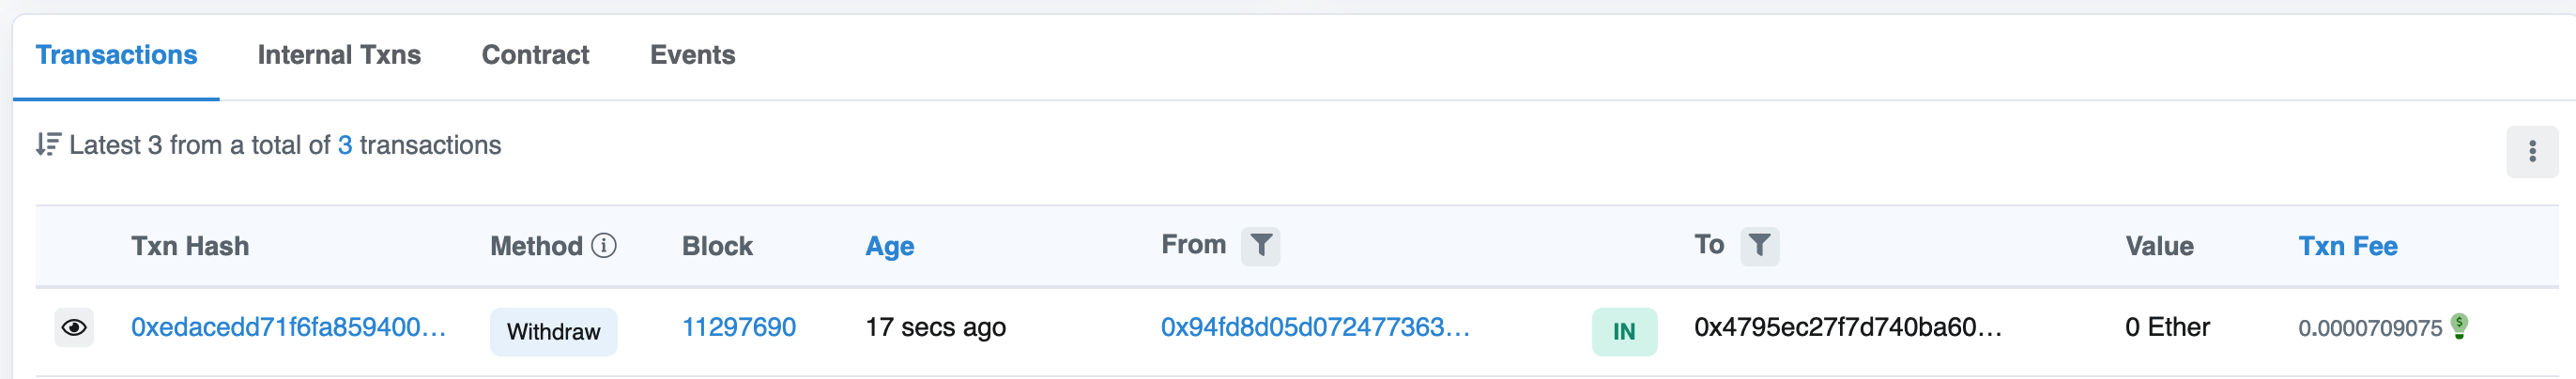 Transactions Internal Txns Contract Events
Latest 3 from a total of 3 transactions
Txn Hash Method Block Age From To Value Txn Fee
0xedacedd71f6fa859400... Withdraw 11297690 17 secs ago 0x94fd8d05d072477363... IN 0x4795ec27f7d740ba60... 0 Ether 0.0000709075